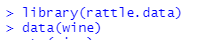 > library(rattle.data)
> data(wine)